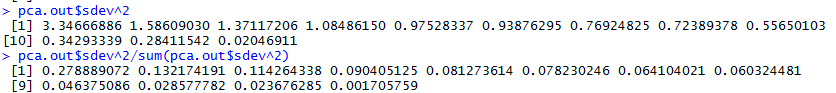 > pca.out$sdev^2
[1] 3.34666886 1.58609030 1.37117206 1.08486150 0.97528337 0.93876295 0.76924825 0.72389378 0.55650103
[10] 0.34293339 0.28411542 0.02046911
> pca.out$sdev^2/sum(pca.out$sdev^2)
[1] 0.278889072 0.132174191 0.114264338 0.090405125 0.081273614 0.078230246 0.064104021 0.060324481
[9] 0.046375086 0.028577782 0.023676285 0.001705759